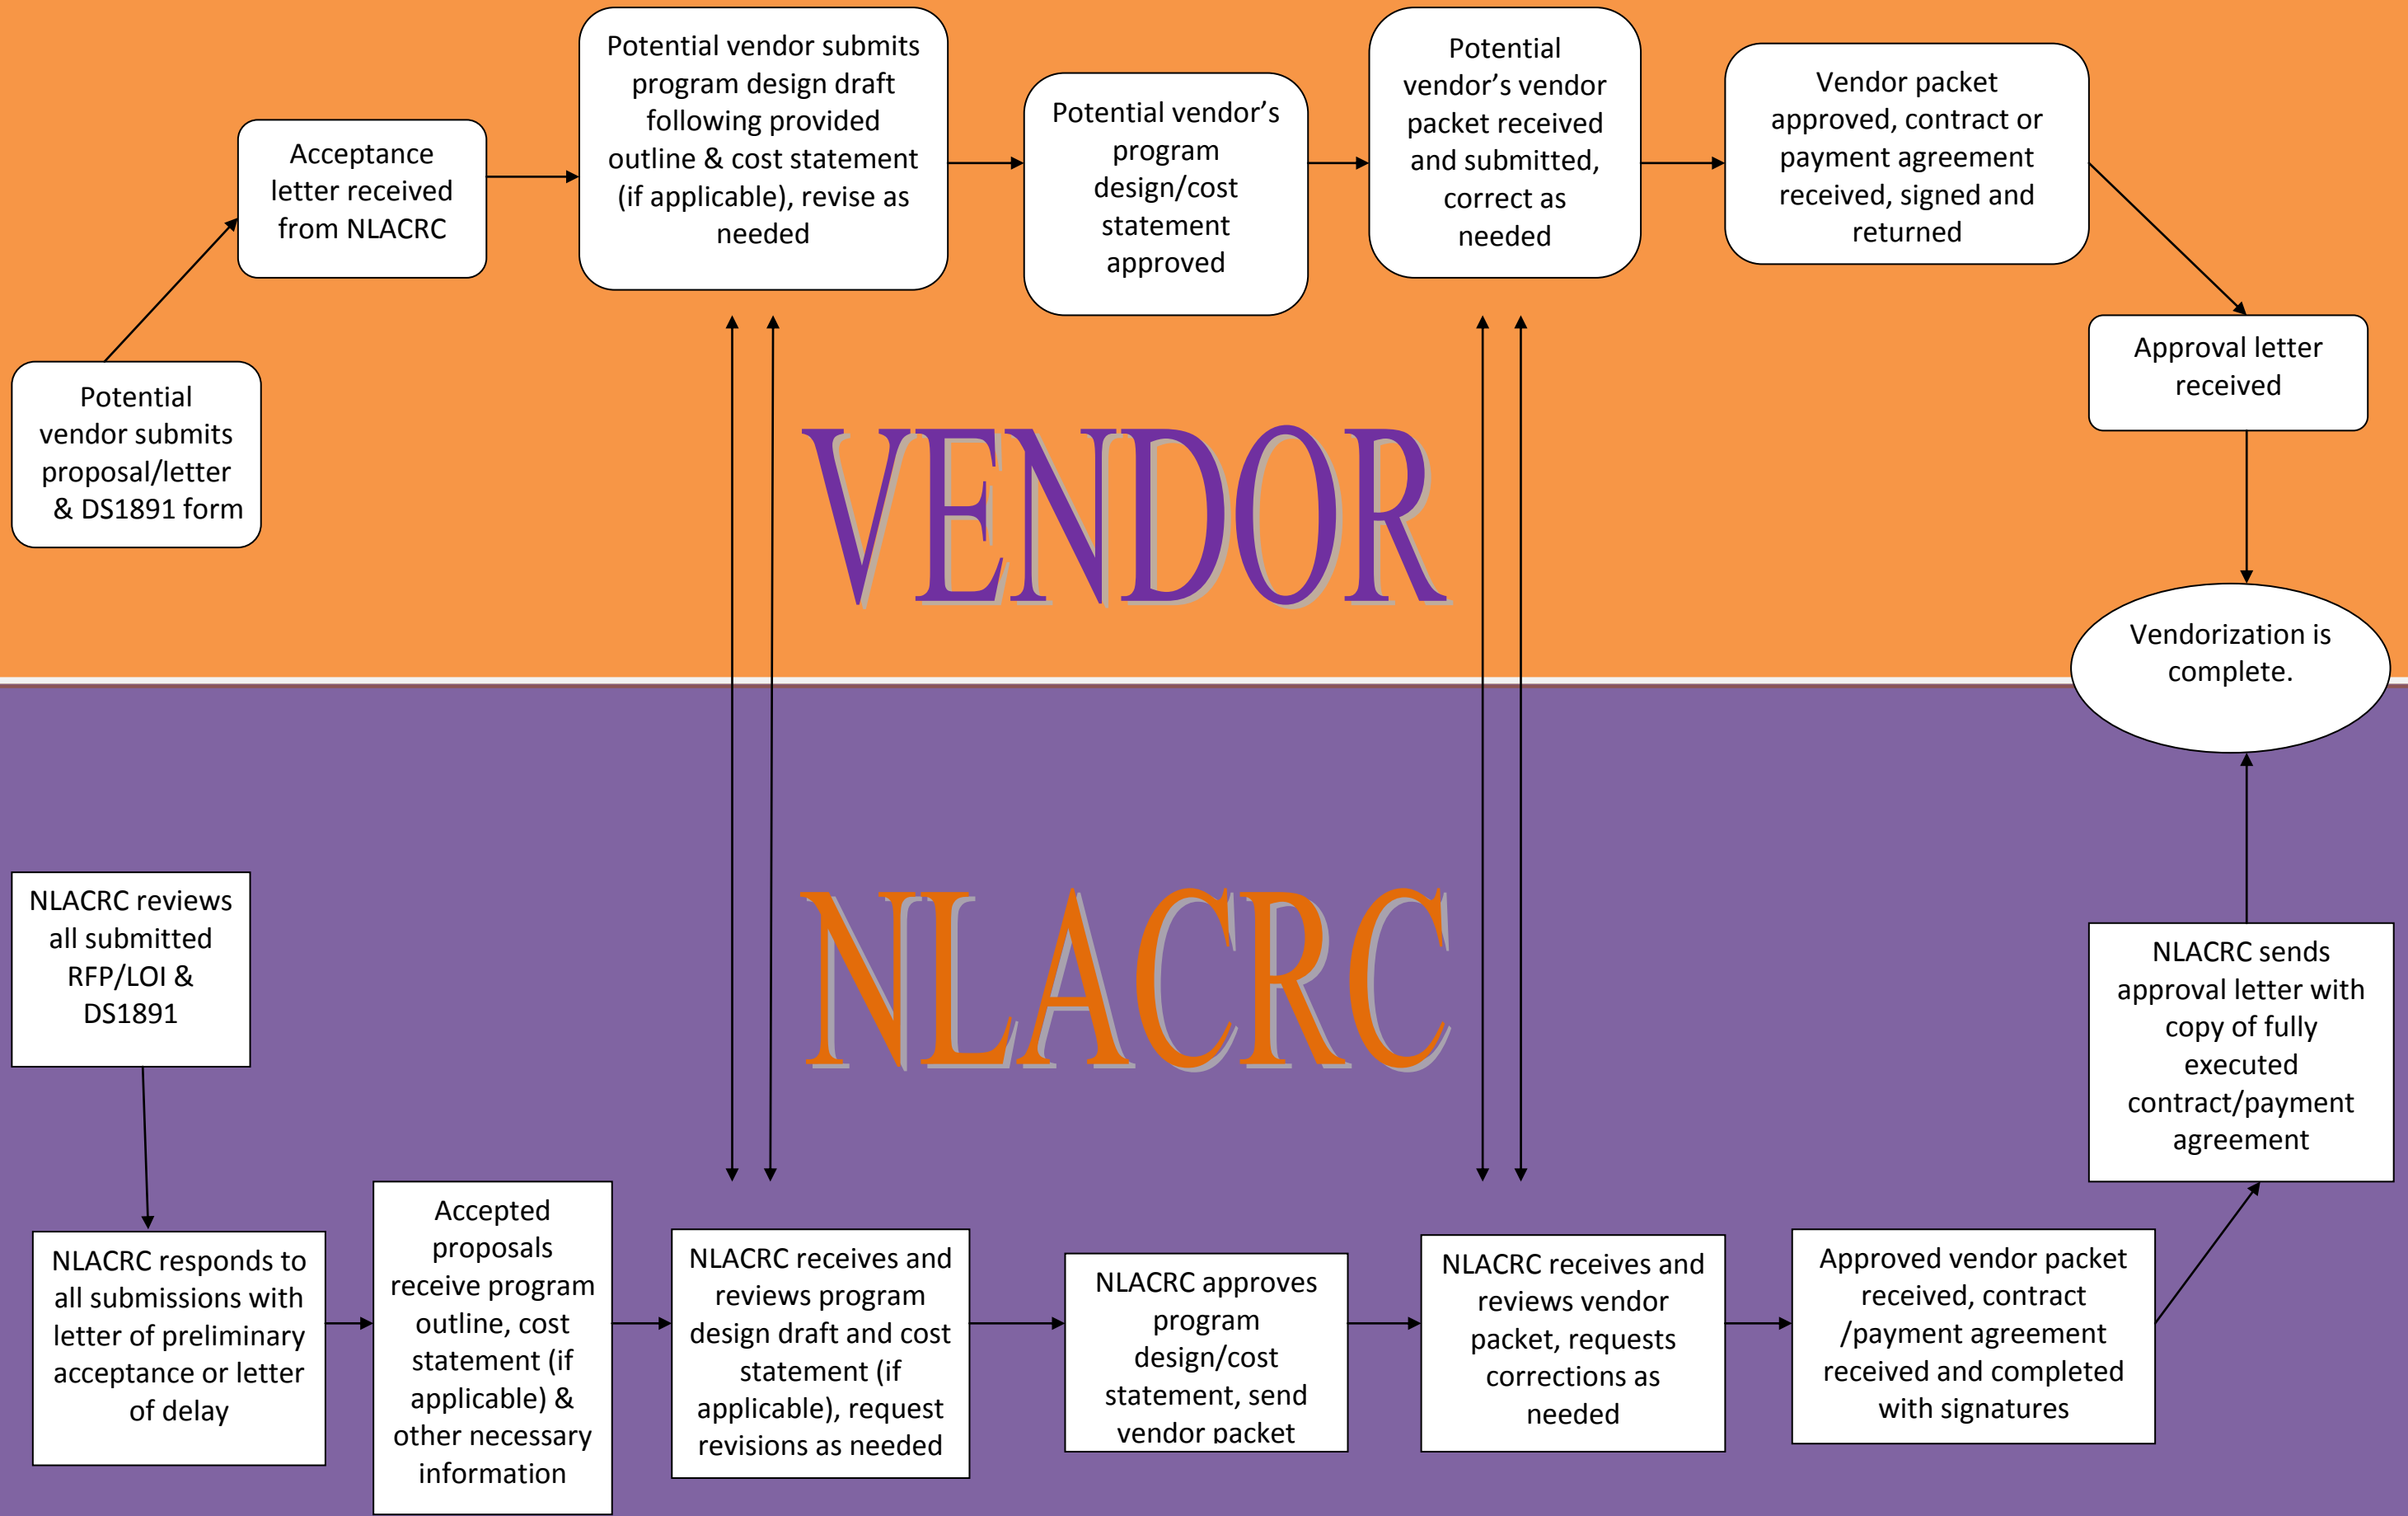 Potential
vendor submits
proposal/letter
& DS1891 form
Acceptance
letter received
from NLACRC
Potential vendor submits
program design draft
following provided
outline & cost statement
(if applicable), revise as
needed
Potential vendor’s
program
design/cost
statement
approved
Potential
vendor’s vendor
packet received
and submitted,
correct as
needed
Vendor packet
approved, contract or
payment agreement
received, signed and
returned
Approval letter
received
VENDOR
Vendorization is
complete.
NLACRC
NLACRC reviews
all submitted
RFP/LOI &
DS1891
NLACRC responds to
all submissions with
letter of preliminary
acceptance or letter
of delay
Accepted
proposals
receive program
outline, cost
statement (if
applicable) &
other necessary
information
NLACRC receives and
reviews program
design draft and cost
statement (if
applicable), request
revisions as needed
NLACRC approves
program
design/cost
statement, send
vendor packet
NLACRC receives and
reviews vendor
packet, requests
corrections as
needed
Approved vendor packet
received, contract
/payment agreement
received and completed
with signatures
NLACRC sends
approval letter with
copy of fully
executed
contract/payment
agreement